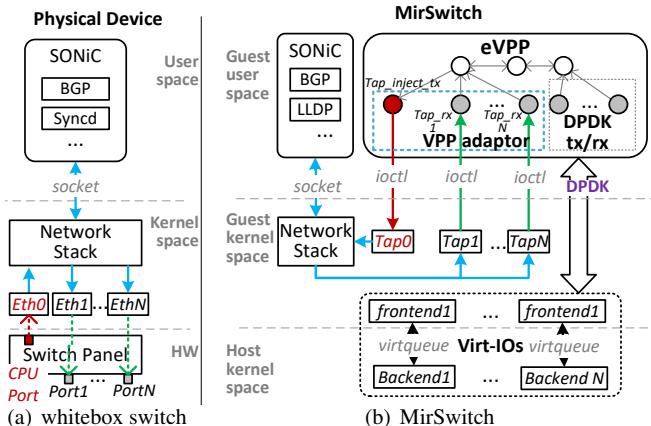 Physical Device
SONiC
BGP
Syncd
...
User space
socket
Kernel space
Network Stack
Eth0
Eth1
...
EthN
HW
Switch Panel
CPU Port
Port1
...
PortN
(a) whitebox switch
MirSwitch
Guest user space
SONiC
BGP
LLDP
...
eVPP
Tap_inject_tx
Tap_rx 1
...
Tap_rx N
VPP adaptor
...
DPDK tx/rx
socket
ioctl
ioctl
ioctl
DPDK
Guest kernel space
Network Stack
Tap0
Tap1
...
TapN
frontend1
...
frontend1
virtqueue
Virt-IOs
virtqueue
Host kernel space
Backend1
...
Backend N
(b) MirSwitch